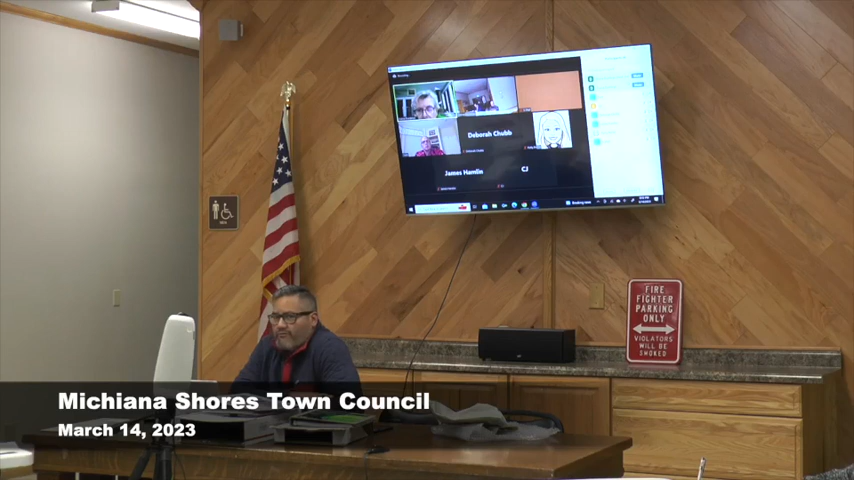 Deborah Chubb
James Hamlin
CJ
FIRE
FIGHTER
PARKING
ONLY
VIOLATORS
WILL BE
SMOKED
Michiana Shores Town Council
March 14, 2023